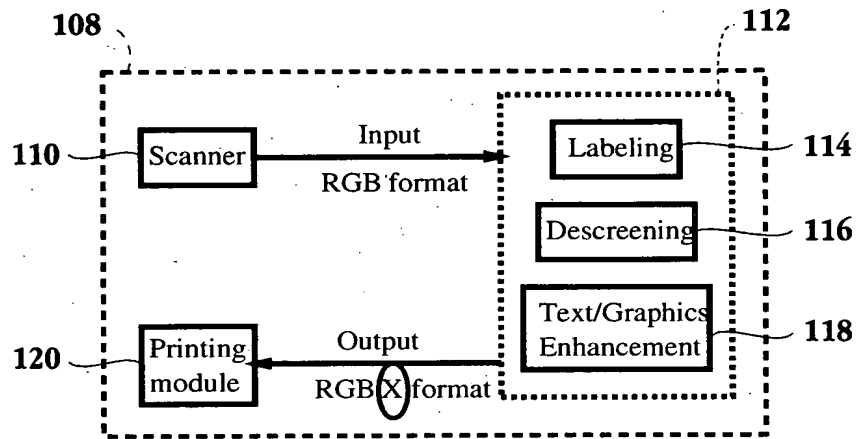 108
112
110
Scanner
Input
RGB format
Labeling
114
Descreening
116
Text/Graphics
Enhancement
118
120
Printing
module
Output
RGB X format